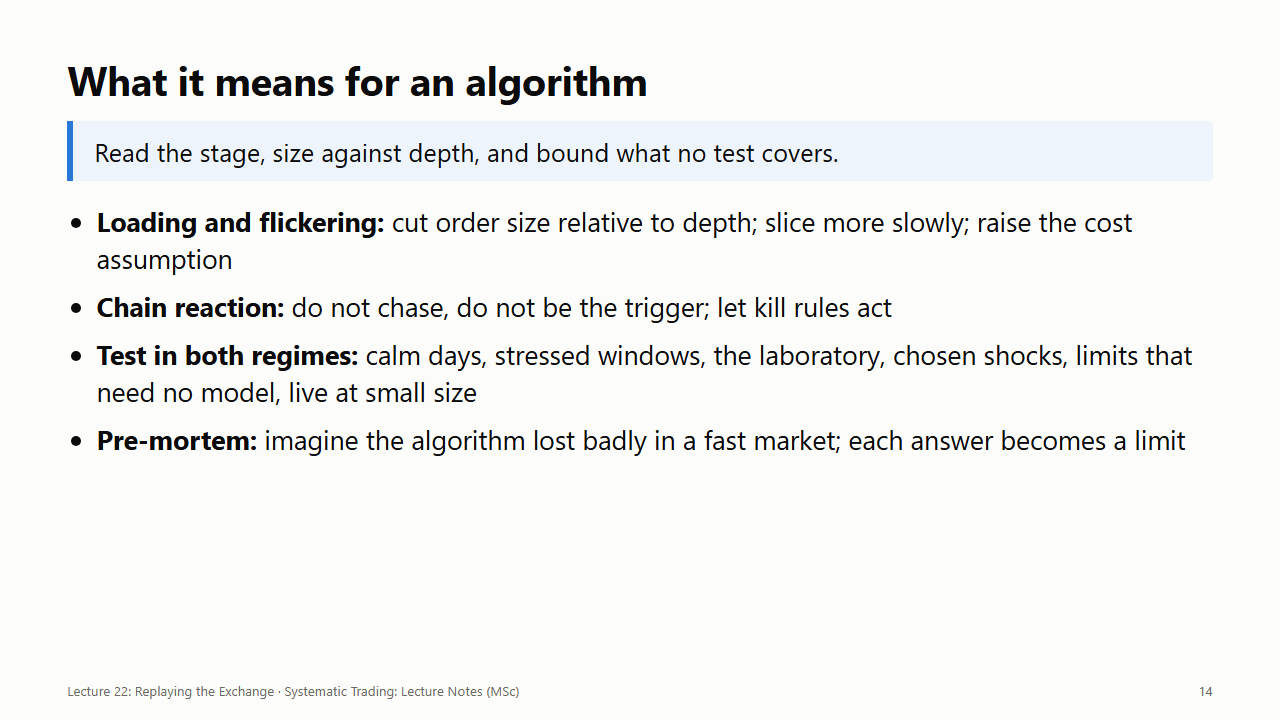 What it means for an algorithm
Read the stage, size against depth, and bound what no test covers.
• Loading and flickering: cut order size relative to depth; slice more slowly; raise the cost
assumption
• Chain reaction: do not chase, do not be the trigger; let kill rules act
• Test in both regimes: calm days, stressed windows, the laboratory, chosen shocks, limits that
need no model, live at small size
• Pre-mortem: imagine the algorithm lost badly in a fast market; each answer becomes a limit
Lecture 22: Replaying the Exchange · Systematic Trading: Lecture Notes (MSc)
14